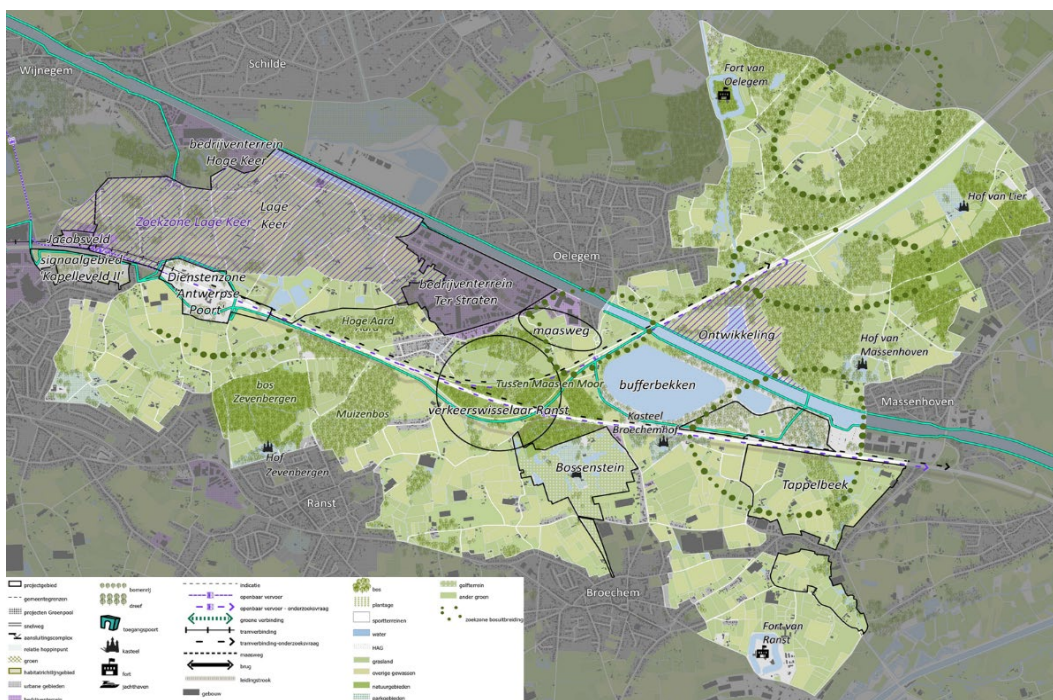 Wijnegem
Schilde
Fort van
Oelegem
bedrijventerrein
Hoge Keer
Hof van Lier
Zoekzone Lage Keer
Lage
Keer
Jacobsveld
signaalgebied
Kapelleveld II'
Dienstenzone
'Antwerpse
Poort'
Oelegem
bedrijventerrein
Ter Straten
Hoge Aard
maasweg
Ontwikkeling
Hof van
Massenhoven
bos
Zevenbergen
Muizenbos
Tussen Maas en Moor
bufferbekken
verkeerswisselaar Ranst
Kasteel
Broechemhof
Massenhoven
Hof
Zevenbergen
Bossenstein
Tappelbeek
Ranst
Broechem
Fort van
Ranst
projectgebied
gemeentegrenzen
projecten Greenpool
snelweg
aansluitingscomplex
relatie hoppinpunt
groen
habitatrichtlijngebied
urbane gebieden
bomenrij
dreef
toegangspoort
kasteel
fort
jachthaven
indicatie
openbaar vervoer
openbaar vervoer - onderzoeksvraag
groene verbinding
tramverbinding
tramverbinding-onderzoeksvraag
maasweg
brug
leidingstrook
gebouw
bos
plantage
sportterreinen
water
HAG
grasland
overige gewassen
natuurgebieden
parkgebieden
golfterrein
ander groen
zoekzone bosuitbreiding